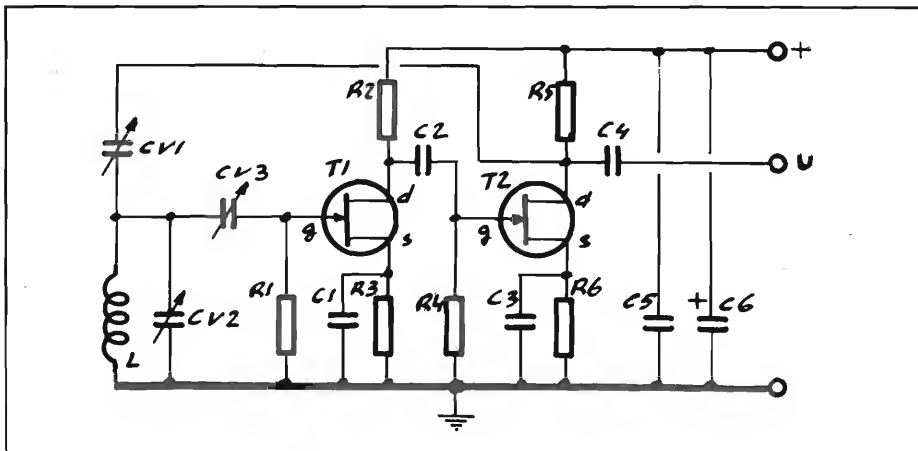 +
R2
R5
C2
C4
CV1
CV3
T1
T2
U
d
d
g
s
g
s
R1
C1
R3
R4
C3
R6
C5
+
C6
CV2
L